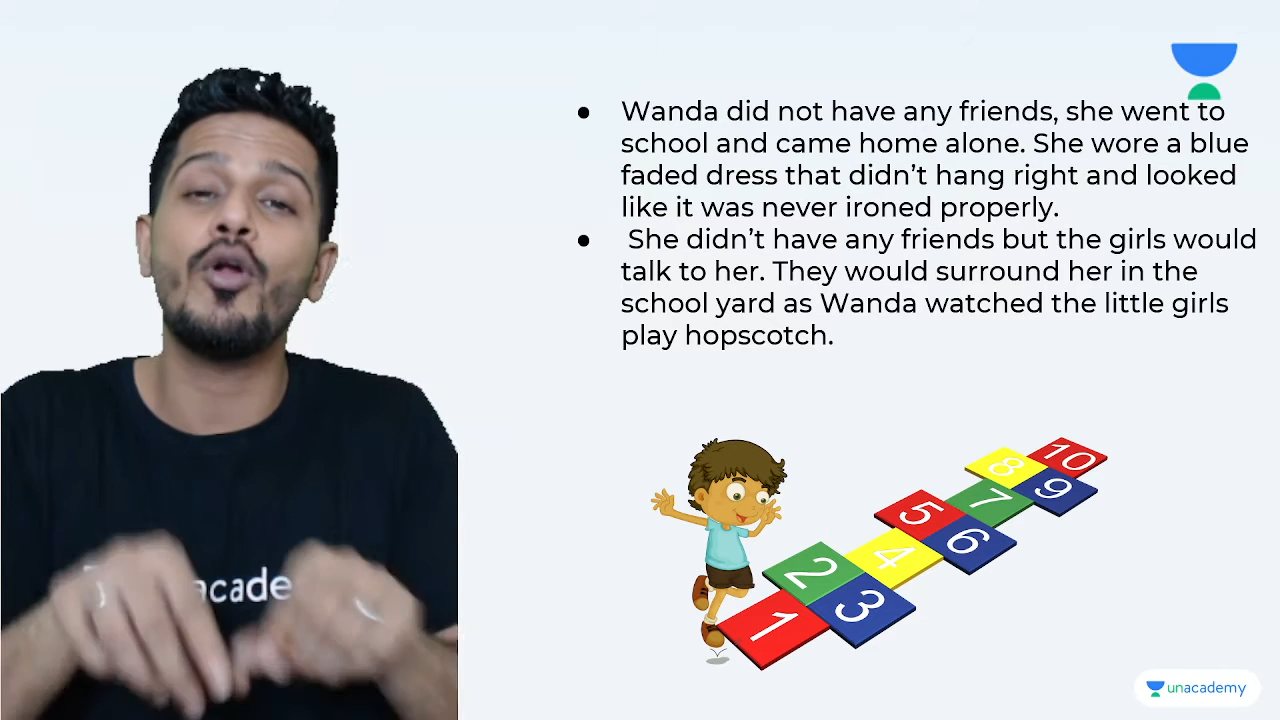 ● Wanda did not have any friends, she went to
school and came home alone. She wore a blue
faded dress that didn’t hang right and looked
like it was never ironed properly.
● She didn’t have any friends but the girls would
talk to her. They would surround her in the
school yard as Wanda watched the little girls
play hopscotch.
10
8
9
7
5
6
4
2
3
1
acade
unacademy